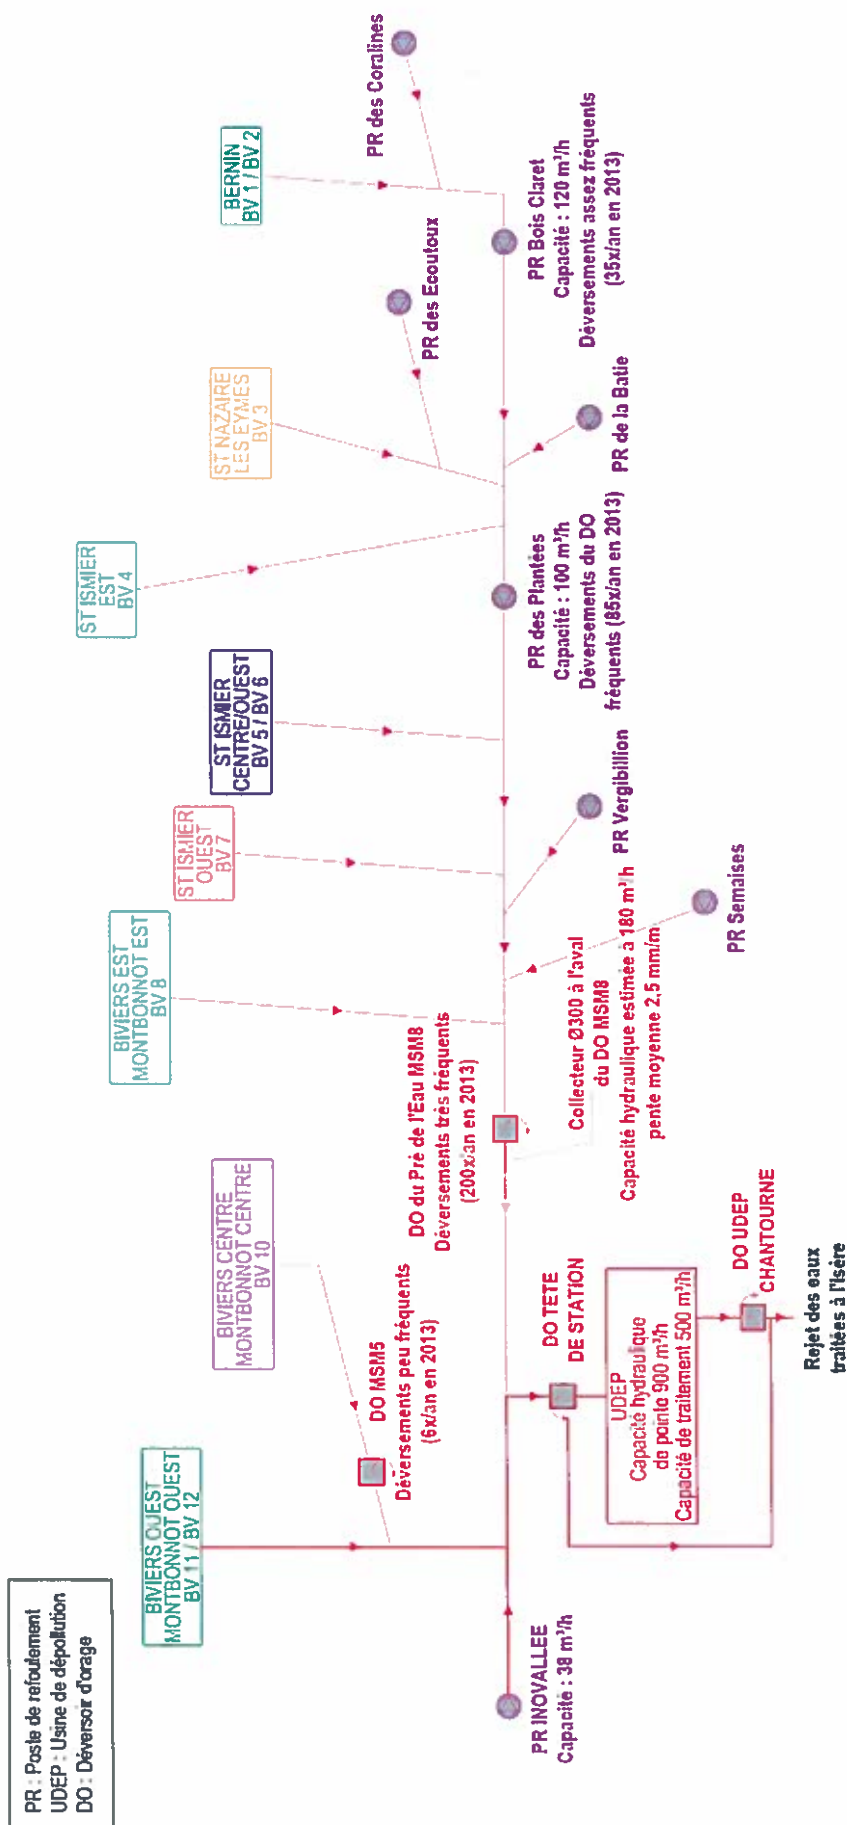 PR : Poste de refoulement
UDEP : Usine de dépollution
DO : Déversoir d'orage
BIVIERS OUEST
MONTBONNOT OUEST
BV 11 / BV 12
BIVIERS CENTRE
MONTBONNOT CENTRE
BV 10
BIVIERS EST
MONTBONNOT EST
BV 8
ST ISMIER
OUEST
BV 7
ST ISMIER
CENTRE/OUEST
BV 5 / BV 6
ST ISMIER
EST
BV 4
ST NAZAIRE
LES EYMES
BV 3
BERNIN
BV 1 / BV 2
PR des Coralines
PR des Ecoutoux
DO MSM5
Déversements peu fréquents
(6x/an en 2013)
DO du Pré de l'Eau MSM8
Déversements très fréquents
(200x/an en 2013)
PR INOVALLEE
Capacité : 38 m³/h
DO TETE
DE STATION
UDEP
Capacité hydraulique
de pointe 900 m³/h
Capacité de traitement 500 m³/h
DO UDEP
CHANTOURNE
Rejet des eaux
traitées à l'Isère
Collecteur Ø300 à l'aval
du DO MSM8
Capacité hydraulique estimée à 180 m³/h
pente moyenne 2,5 mm/m
PR Semaises
PR Vergibillion
PR des Plantées
Capacité : 100 m³/h
Déversements du DO
fréquents (85x/an en 2013)
PR de la Batie
PR Bois Claret
Capacité : 120 m³/h
Déversements assez fréquents
(35x/an en 2013)